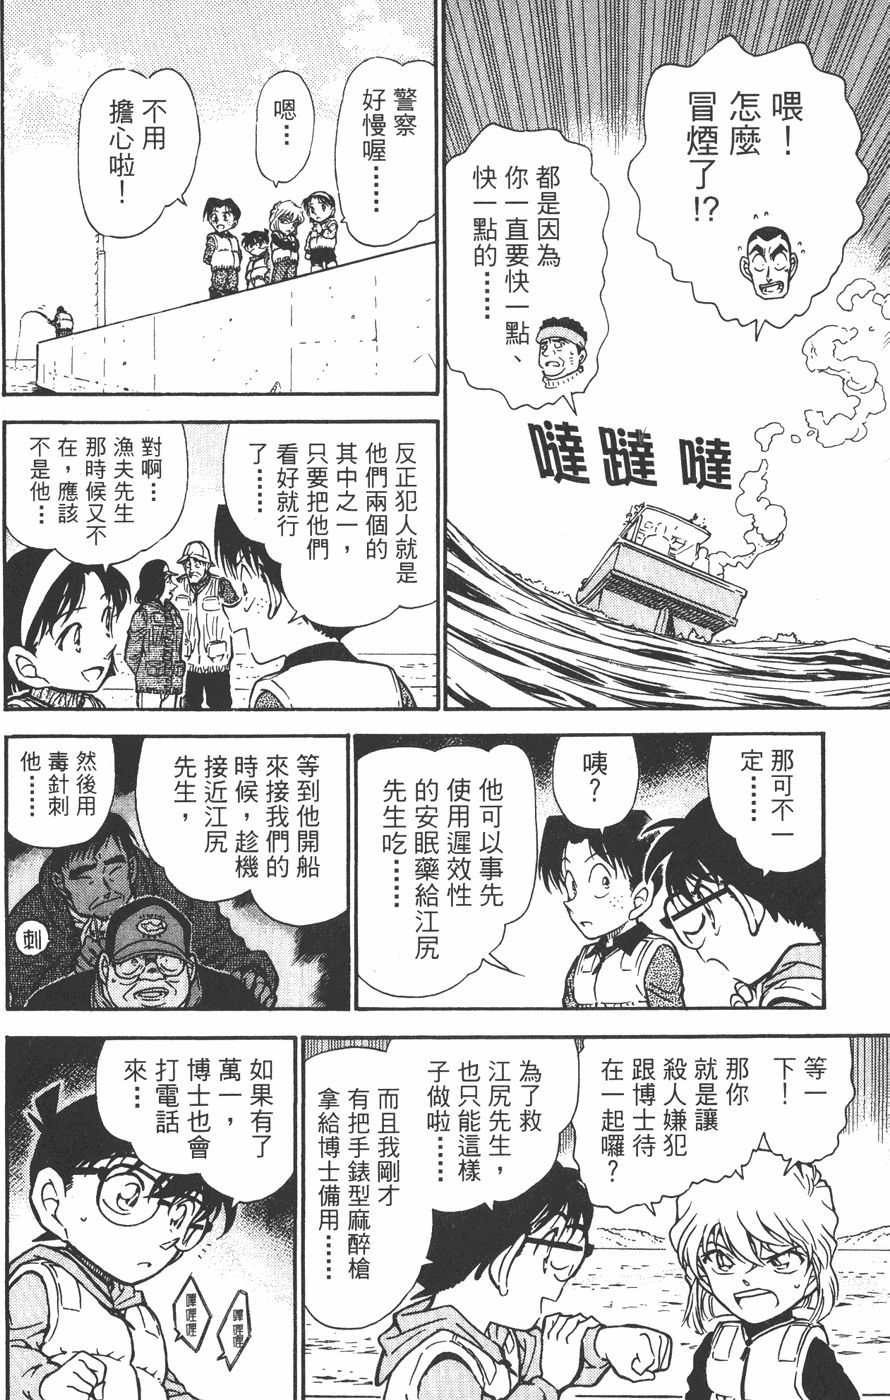 喂！
怎麼
冒煙了!?
都是因為
你一直要快一點、
快一點的……
噠躂噠
警察
好慢喔……
嗯…
不用
擔心啦！
反正犯人就是
他們兩個的
其中之一，
只要把他們
看好就行
了……
對啊…
漁夫先生
那時候又不
在，應該
不是他…
那可不一
定……
咦？
他可以事先
使用遲效性
的安眠藥給江尻
先生吃……
等到他開船
來接我們的
時候，趁機
接近江尻
先生，
然後用
毒針刺
他……
刺
等一
下！
那你
就是讓
殺人嫌犯
跟博士待
在一起囉？
為了救
江尻先生，
也只能這樣
子做啦……
而且我剛才
有把手錶型麻醉槍
拿給博士備用……
如果有了
萬一，
博士也會
打電話
來…
嗶哩哩
嗶哩哩